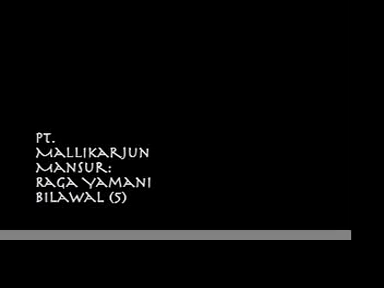 Pt.
Mallikarjun
Mansur:
Raga Yamani
Bilawal (5)